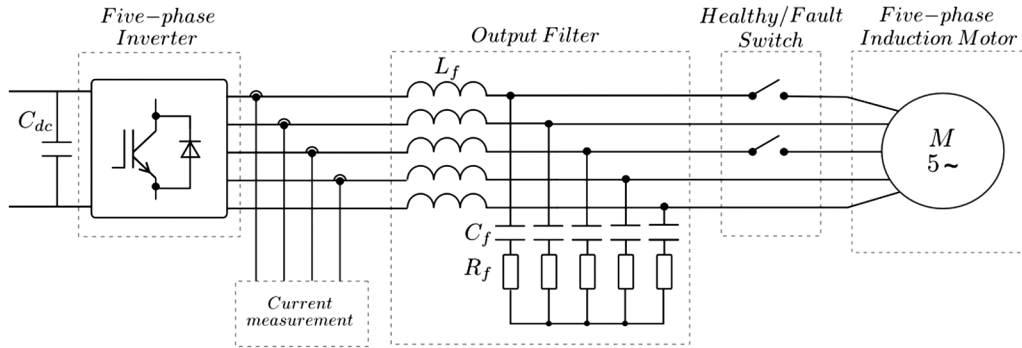 Five−phase
Inverter
Output Filter
Healthy/Fault
Switch
Five−phase
Induction Motor
L_f
C_dc
M
5~
C_f
R_f
Current
measurement